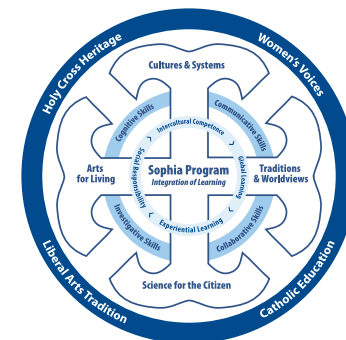 Holy Cross Heritage
Women's Voices
Cultures & Systems
Cognitive Skills
Communicative Skills
Intercultural Competence
Social Responsibility
Global Learning
Arts
for Living
Sophia Program
Integration of Learning
Traditions
& Worldviews
Experiential Learning
Investigative Skills
Collaborative Skills
Science for the Citizen
Liberal Arts Tradition
Catholic Education